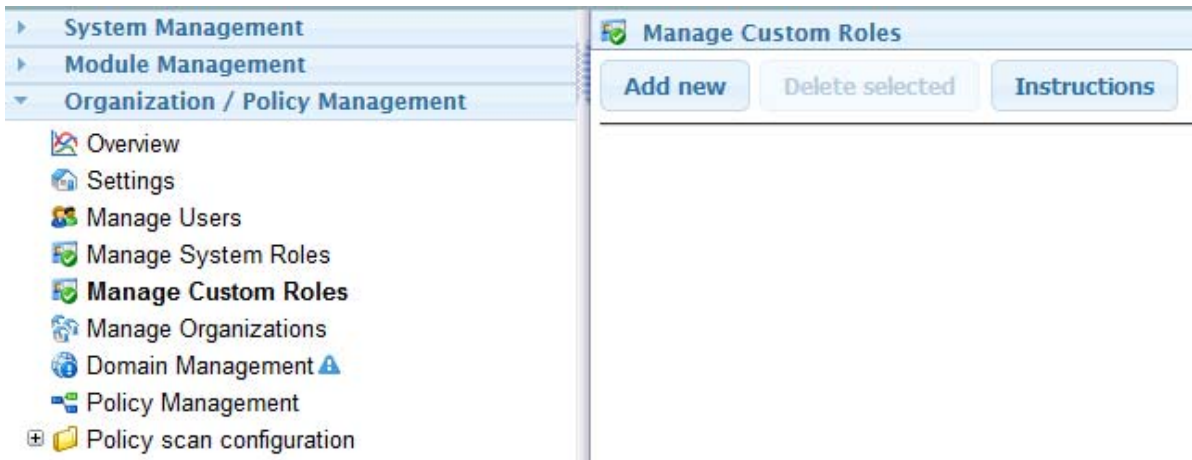 System Management
Module Management
Organization / Policy Management
Overview
Settings
Manage Users
Manage System Roles
Manage Custom Roles
Manage Organizations
Domain Management
Policy Management
Policy scan configuration
Manage Custom Roles
Add new Delete selected Instructions